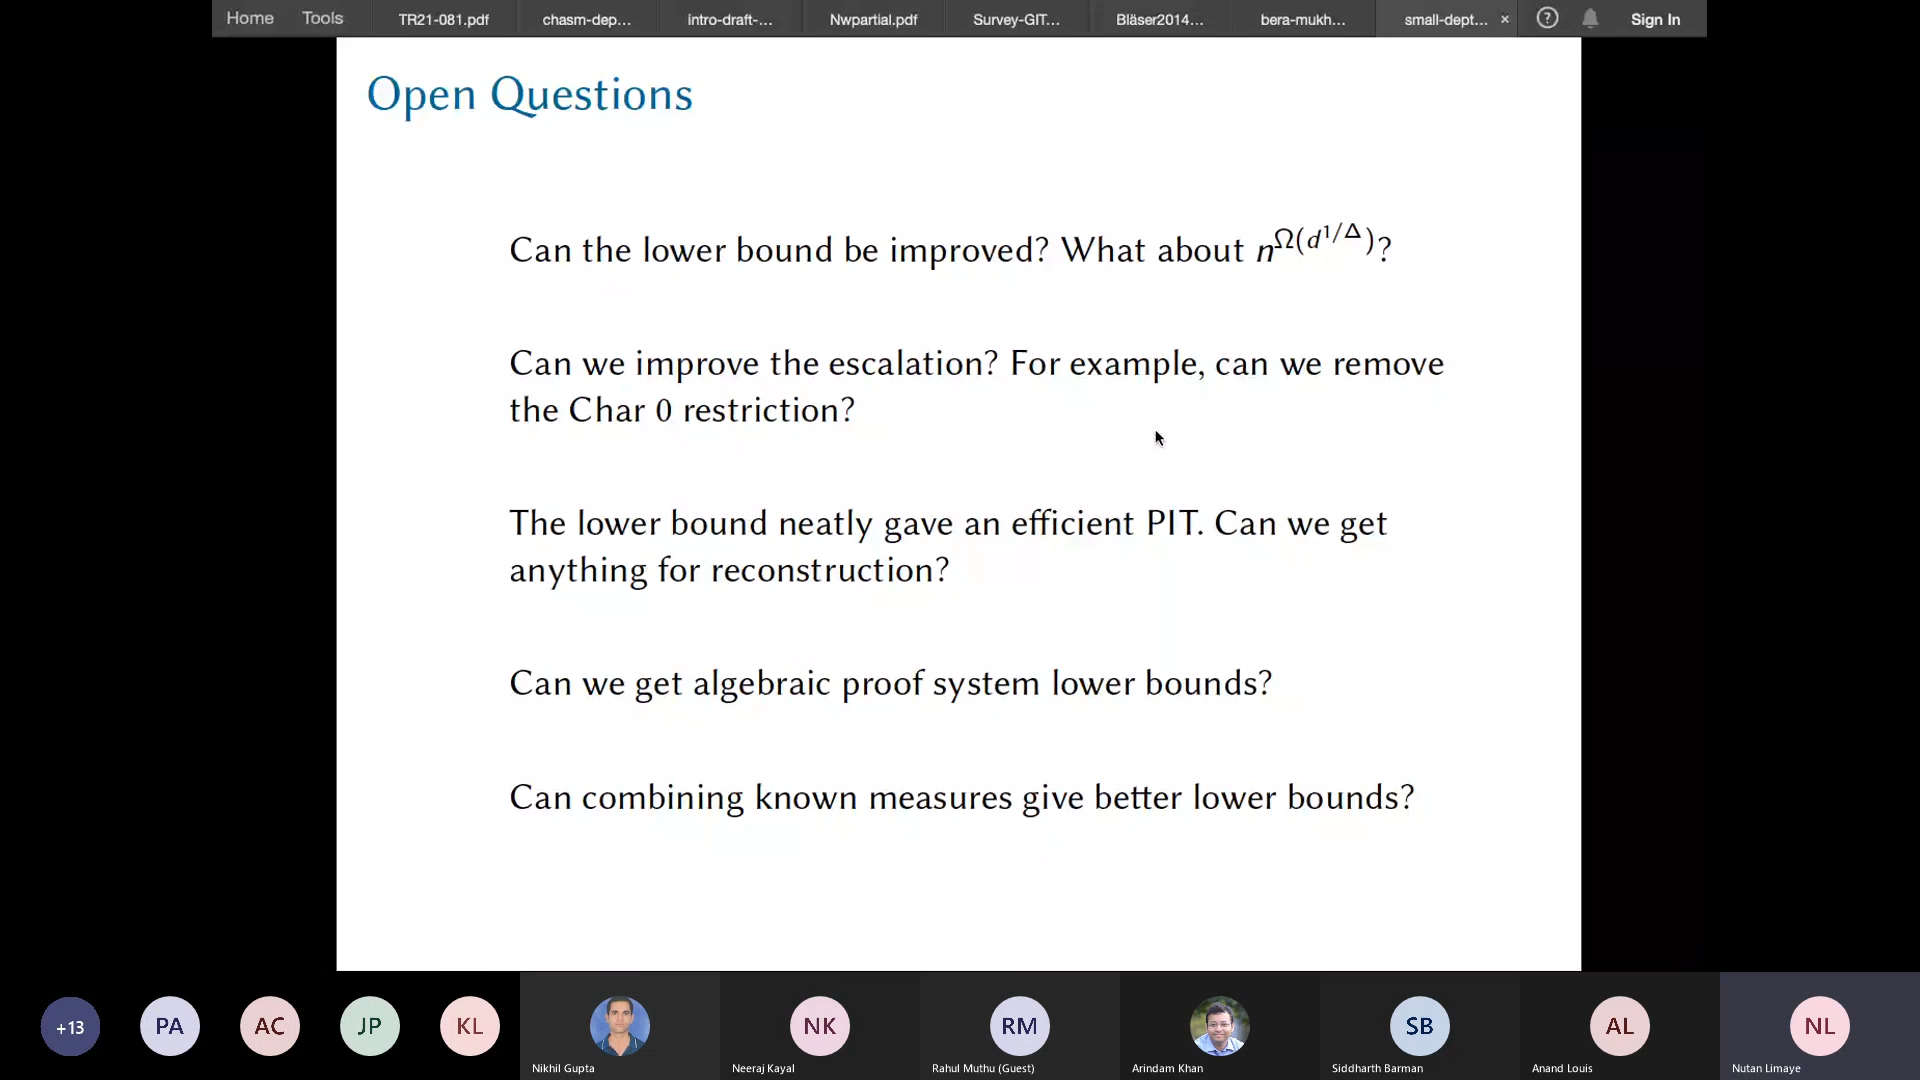 Home Tools TR21-081.pdf chasm-dep... intro-draft-... Nwpartial.pdf Survey-GIT... Bläser2014... bera-mukh... small-dept... × ? Sign In
Open Questions
Can the lower bound be improved? What about n^{Ω(d^{1/Δ})}?
Can we improve the escalation? For example, can we remove
the Char 0 restriction?
The lower bound neatly gave an efficient PIT. Can we get
anything for reconstruction?
Can we get algebraic proof system lower bounds?
Can combining known measures give better lower bounds?
+13 PA AC JP KL NK RM SB AL NL
Nikhil Gupta Neeraj Kayal Rahul Muthu (Guest) Arindam Khan Siddharth Barman Anand Louis Nutan Limaye